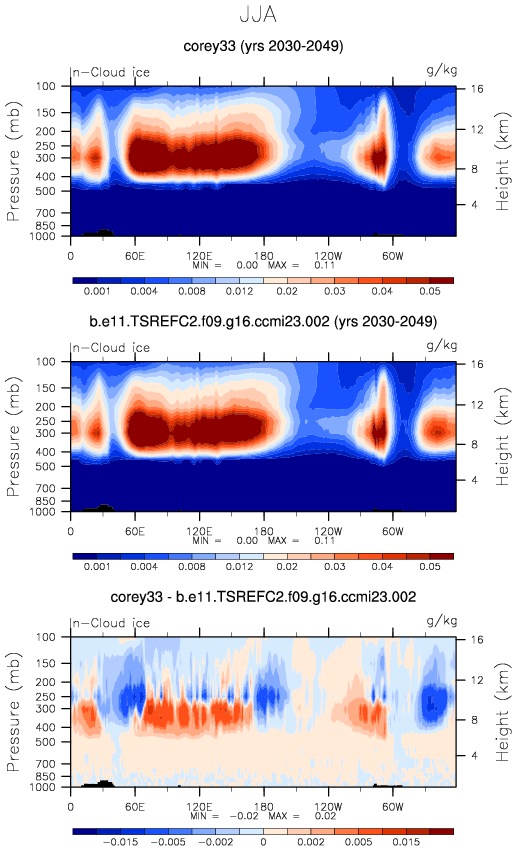 JJA
corey33 (yrs 2030-2049)
n-Cloud ice g/kg
100 150 200 250 300 400 500 700 850 1000
Pressure (mb)
16 12 8 4
Height (km)
0 60E 120E 180 120W 60W
MIN = 0.00 MAX = 0.11
0.001 0.004 0.008 0.012 0.02 0.03 0.04 0.05
b.e11.TSREFC2.f09.g16.ccmi23.002 (yrs 2030-2049)
n-Cloud ice g/kg
100 150 200 250 300 400 500 700 850 1000
Pressure (mb)
16 12 8 4
Height (km)
0 60E 120E 180 120W 60W
MIN = 0.00 MAX = 0.11
0.001 0.004 0.008 0.012 0.02 0.03 0.04 0.05
corey33 - b.e11.TSREFC2.f09.g16.ccmi23.002
n-Cloud ice g/kg
100 150 200 250 300 400 500 700 850 1000
Pressure (mb)
16 12 8 4
Height (km)
0 60E 120E 180 120W 60W
MIN = -0.02 MAX = 0.02
-0.015 -0.005 -0.002 0 0.002 0.005 0.015